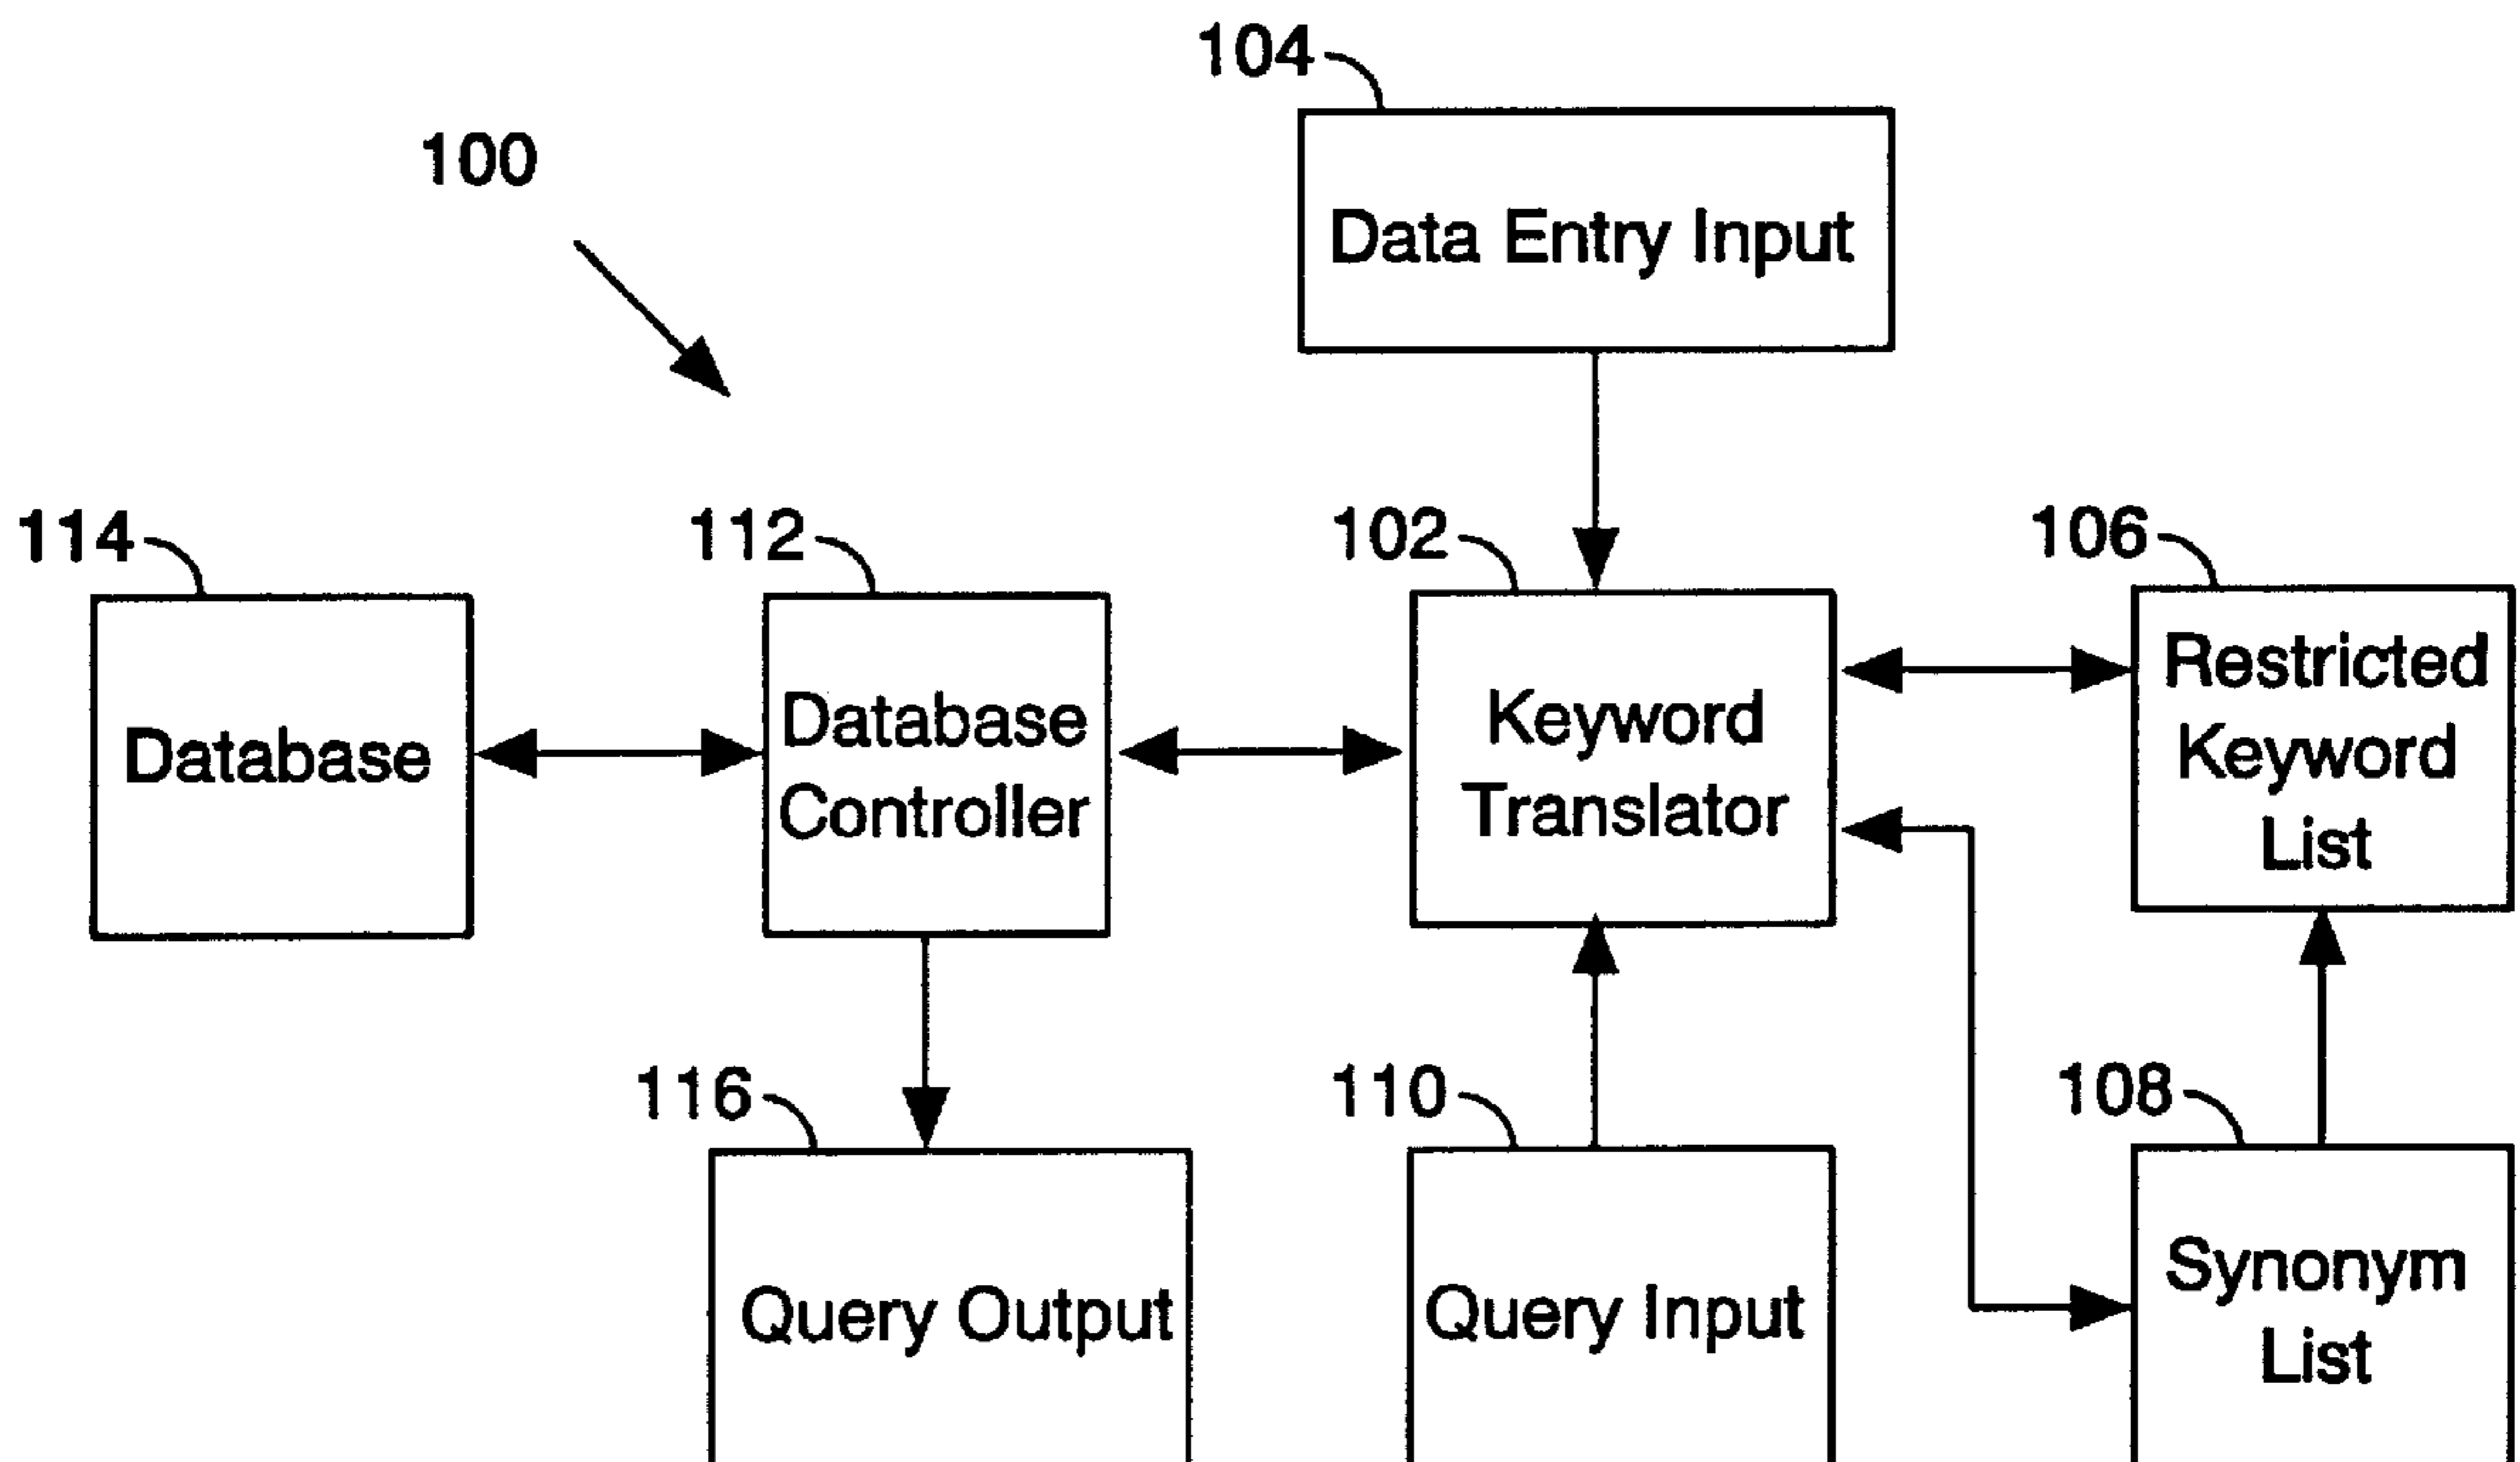 104
100
Data Entry Input
114
112
102
106
Database
Database
Controller
Keyword
Translator
Restricted
Keyword
List
116
110
108
Query Output
Query Input
Synonym
List